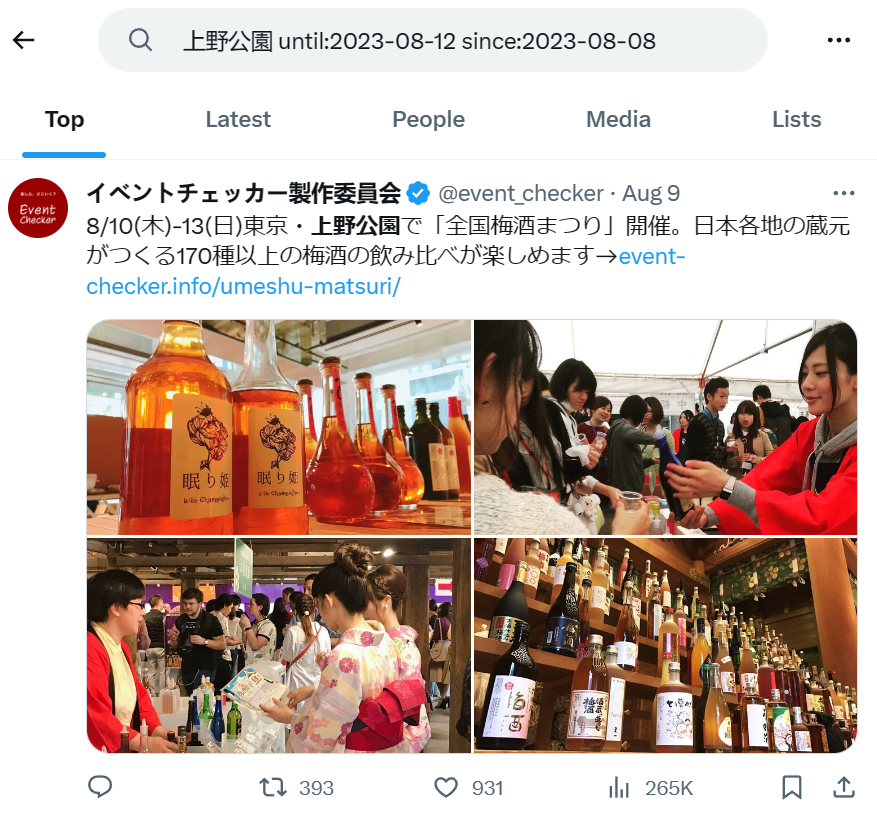 上野公園 until:2023-08-12 since:2023-08-08
Top Latest People Media Lists
イベントチェッカー製作委員会 @event_checker · Aug 9
Event
Checker
8/10(木)-13(日)東京・上野公園で「全国梅酒まつり」開催。日本各地の蔵元
がつくる170種以上の梅酒の飲み比べが楽しめます→event-
checker.info/umeshu-matsuri/
眠り姫
眠り姫
梅酒
梅酒
393 931 265K